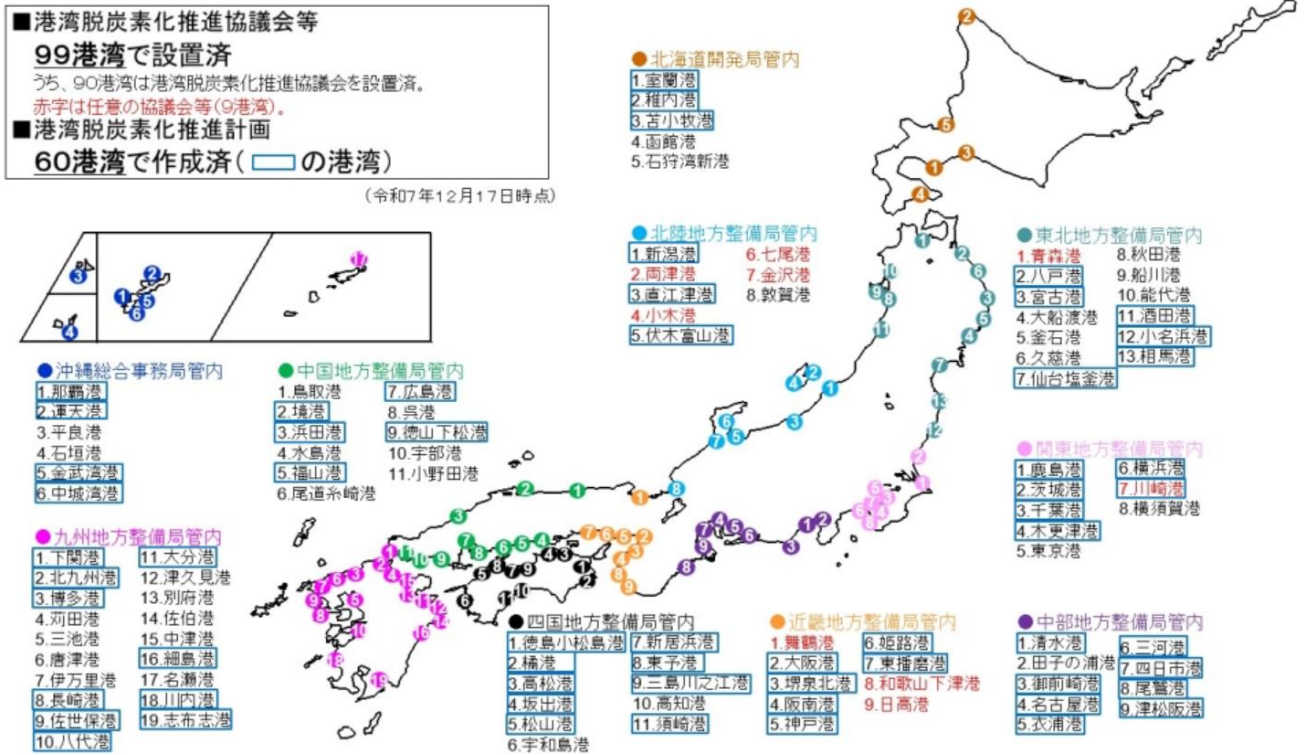 ■港湾脱炭素化推進協議会等
99港湾で設置済
うち、90港湾は港湾脱炭素化推進協議会を設置済。
赤字は任意の協議会等(9港湾)。
■港湾脱炭素化推進計画
60港湾で作成済( の港湾)
(令和7年12月17日時点)
●北海道開発局管内
1.室蘭港
2.稚内港
3.苫小牧港
4.函館港
5.石狩湾新港
●北陸地方整備局管内
1.新潟港
2.両津港
3.直江津港
4.小木港
5.伏木富山港
6.七尾港
7.金沢港
8.敦賀港
●東北地方整備局管内
1.青森港
2.八戸港
3.宮古港
4.大船渡港
5.釜石港
6.久慈港
7.仙台塩釜港
8.秋田港
9.船川港
10.能代港
11.酒田港
12.小名浜港
13.相馬港
●沖縄総合事務局管内
1.那覇港
2.運天港
3.平良港
4.石垣港
5.金武湾港
6.中城湾港
●中国地方整備局管内
1.鳥取港
2.境港
3.浜田港
4.水島港
5.福山港
6.尾道糸崎港
7.広島港
8.呉港
9.徳山下松港
10.宇部港
11.小野田港
●関東地方整備局管内
1.鹿島港
2.茨城港
3.千葉港
4.木更津港
5.東京港
6.横浜港
7.川崎港
8.横須賀港
●九州地方整備局管内
1.下関港
2.北九州港
3.博多港
4.苅田港
5.三池港
6.唐津港
7.伊万里港
8.長崎港
9.佐世保港
10.八代港
11.大分港
12.津久見港
13.別府港
14.佐伯港
15.中津港
16.細島港
17.名瀬港
18.川内港
19.志布志港
●四国地方整備局管内
1.徳島小松島港
2.橘港
3.高松港
4.坂出港
5.松山港
6.宇和島港
7.新居浜港
8.東予港
9.三島川之江港
10.高知港
11.須崎港
●近畿地方整備局管内
1.舞鶴港
2.大阪港
3.堺泉北港
4.阪南港
5.神戸港
6.姫路港
7.東播磨港
8.和歌山下津港
9.日高港
●中部地方整備局管内
1.清水港
2.田子の浦港
3.御前崎港
4.名古屋港
5.衣浦港
6.三河港
7.四日市港
8.尾鷲港
9.津松阪港